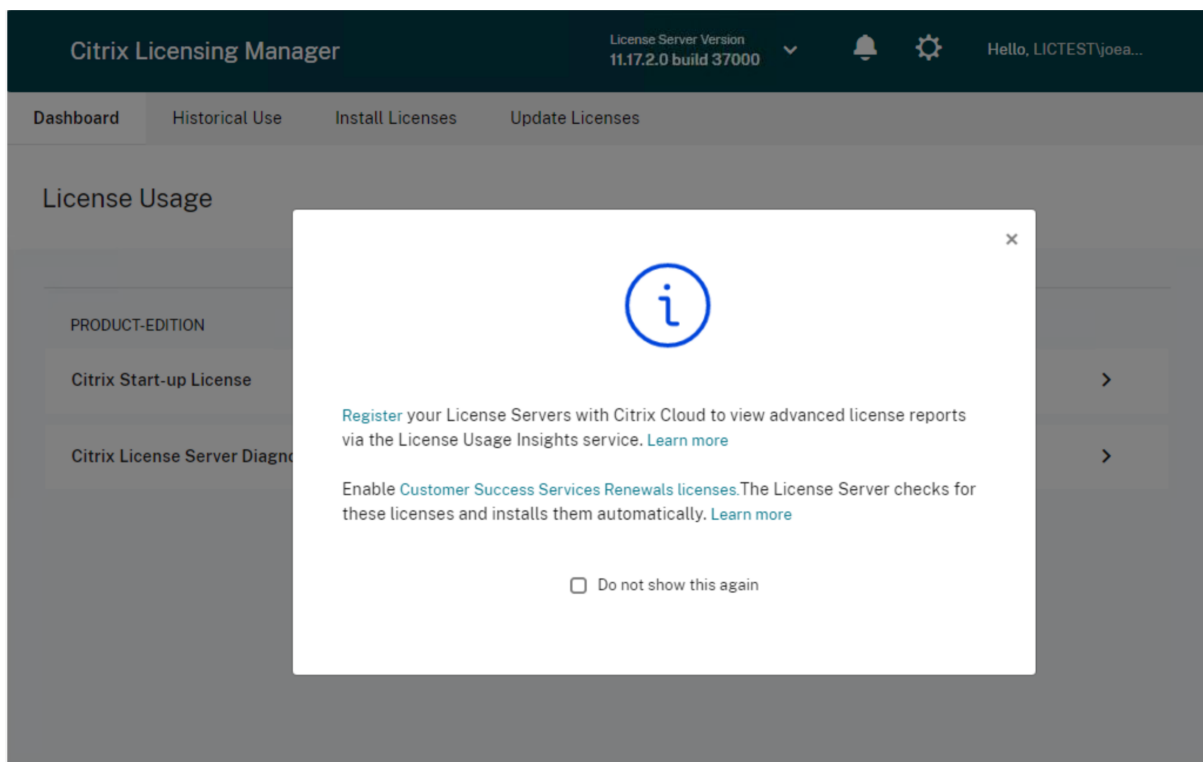 Citrix Licensing Manager
License Server Version
11.17.2.0 build 37000
Hello, LICTEST\joea...
Dashboard
Historical Use
Install Licenses
Update Licenses
License Usage
PRODUCT-EDITION
Citrix Start-up License
Citrix License Server Diagno
Register your License Servers with Citrix Cloud to view advanced license reports
via the License Usage Insights service. Learn more
Enable Customer Success Services Renewals licenses.The License Server checks for
these licenses and installs them automatically. Learn more
Do not show this again